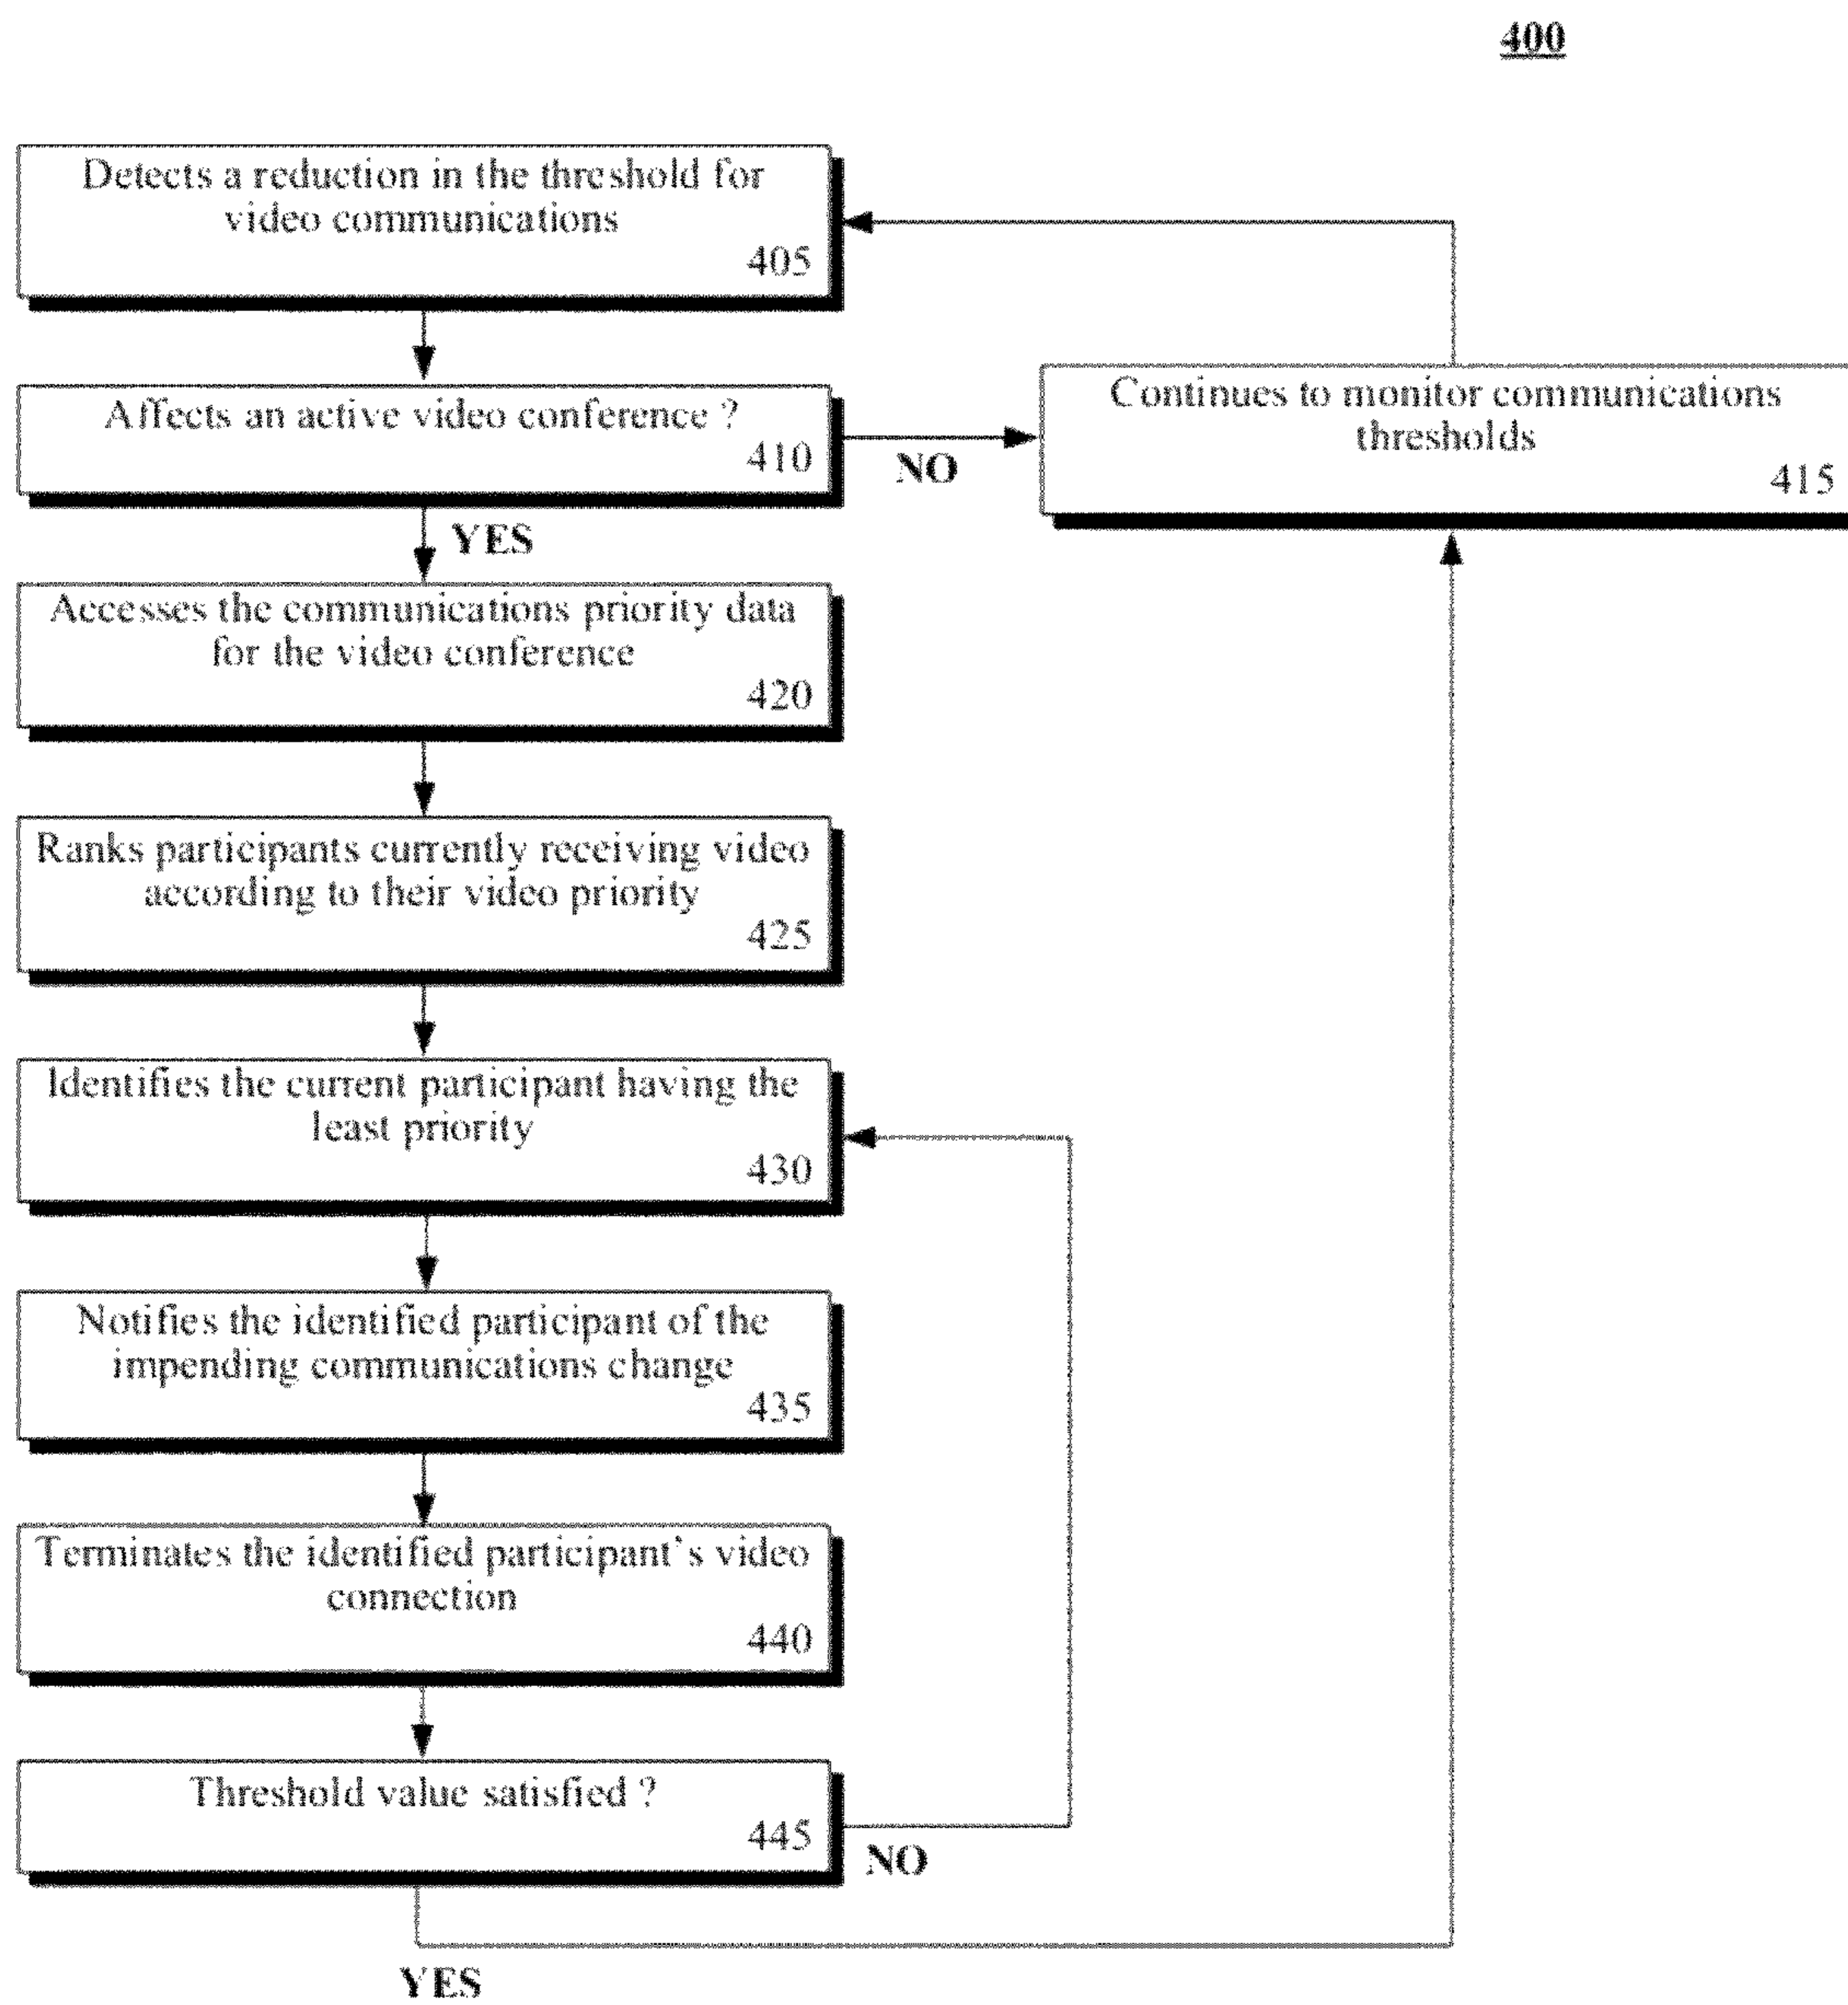 400
Detects a reduction in the threshold for
video communications
405
Affects an active video conference ?
410
NO
Continues to monitor communications
thresholds
415
YES
Accesses the communications priority data
for the video conference
420
Ranks participants currently receiving video
according to their video priority
425
Identifies the current participant having the
least priority
430
Notifies the identified participant of the
impending communications change
435
Terminates the identified participant's video
connection
440
Threshold value satisfied ?
445
NO
YES